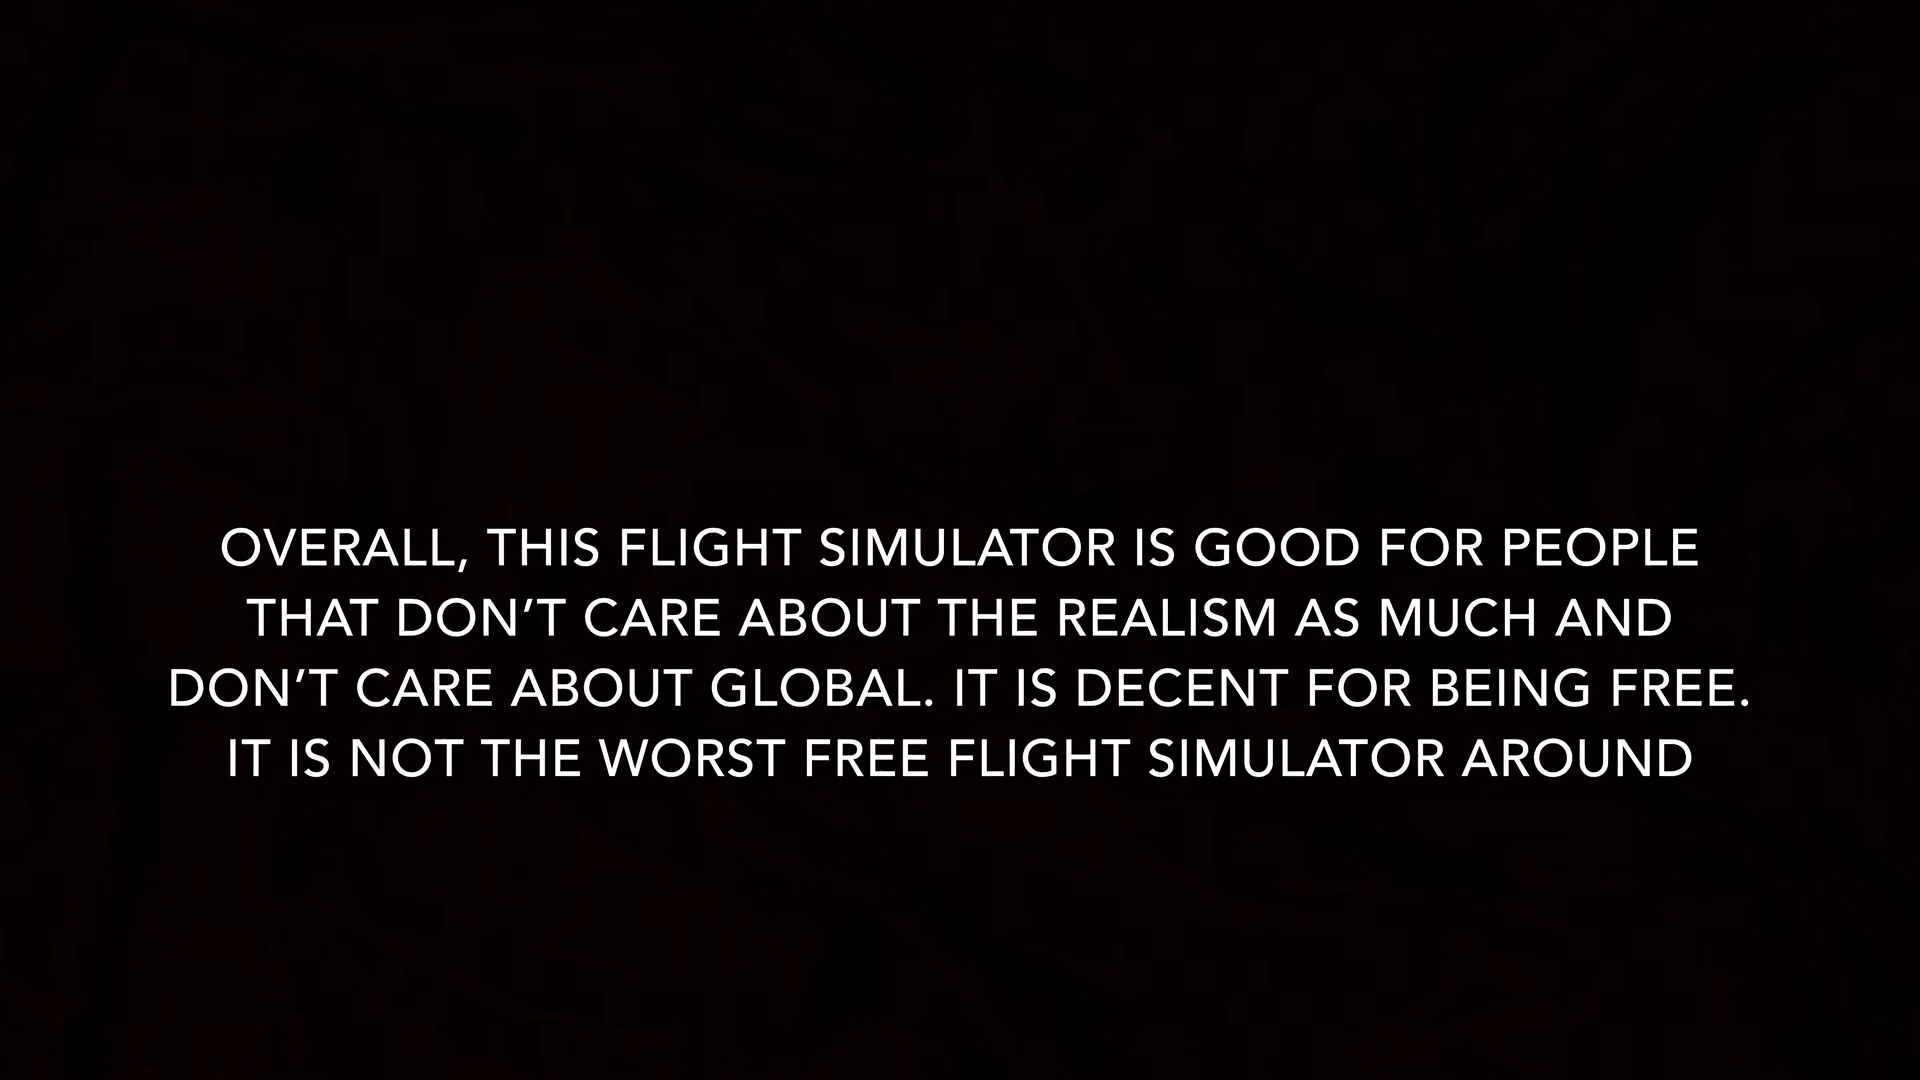 OVERALL, THIS FLIGHT SIMULATOR IS GOOD FOR PEOPLE
THAT DON’T CARE ABOUT THE REALISM AS MUCH AND
DON’T CARE ABOUT GLOBAL. IT IS DECENT FOR BEING FREE.
IT IS NOT THE WORST FREE FLIGHT SIMULATOR AROUND